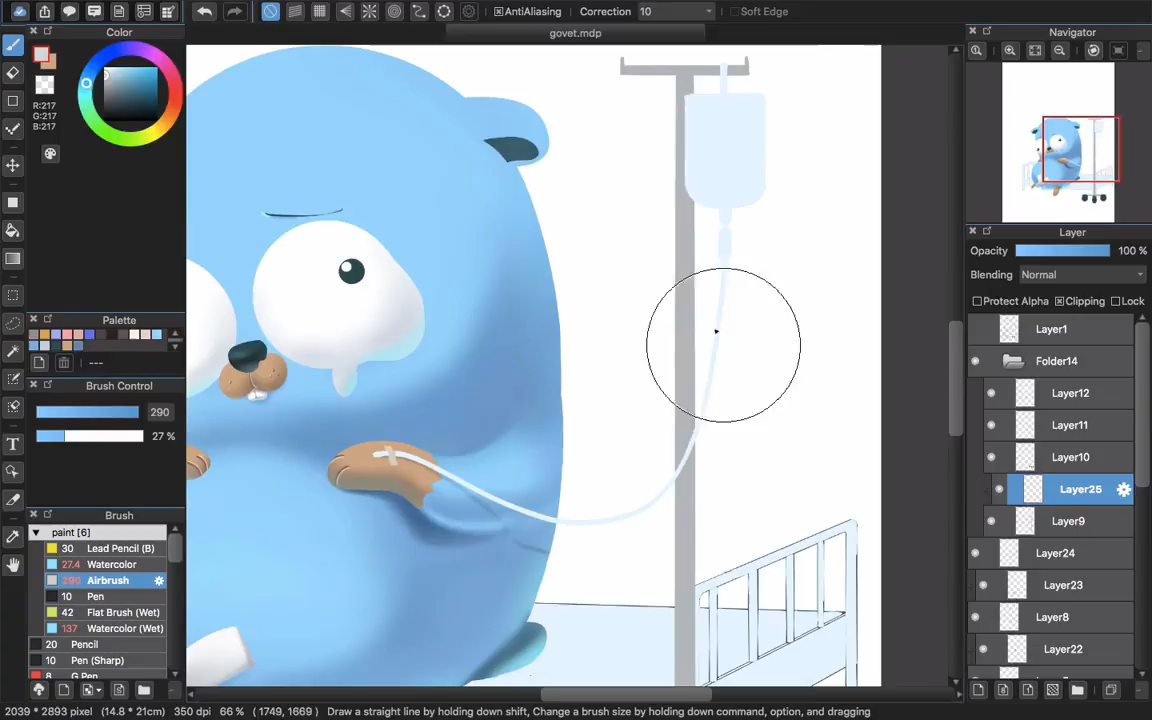 AntiAliasing Correction 10 Soft Edge
govet.mdp
Color
R:217
G:217
B:217
Palette
---
Brush Control
290
27 %
Brush
paint [6]
30 Lead Pencil (B)
27.4 Watercolor
290 Airbrush
10 Pen
42 Flat Brush (Wet)
137 Watercolor (Wet)
20 Pencil
10 Pen (Sharp)
8 G Pen
T
Navigator
Layer
Opacity 100 %
Blending Normal
Protect Alpha Clipping Lock
Layer1
Folder14
Layer12
Layer11
Layer10
Layer25
Layer9
Layer24
Layer23
Layer8
Layer22
2039 * 2893 pixel (14.8 * 21cm) 350 dpi 66 % ( 1749, 1669 ) Draw a straight line by holding down shift, Change a brush size by holding down command, option, and dragging